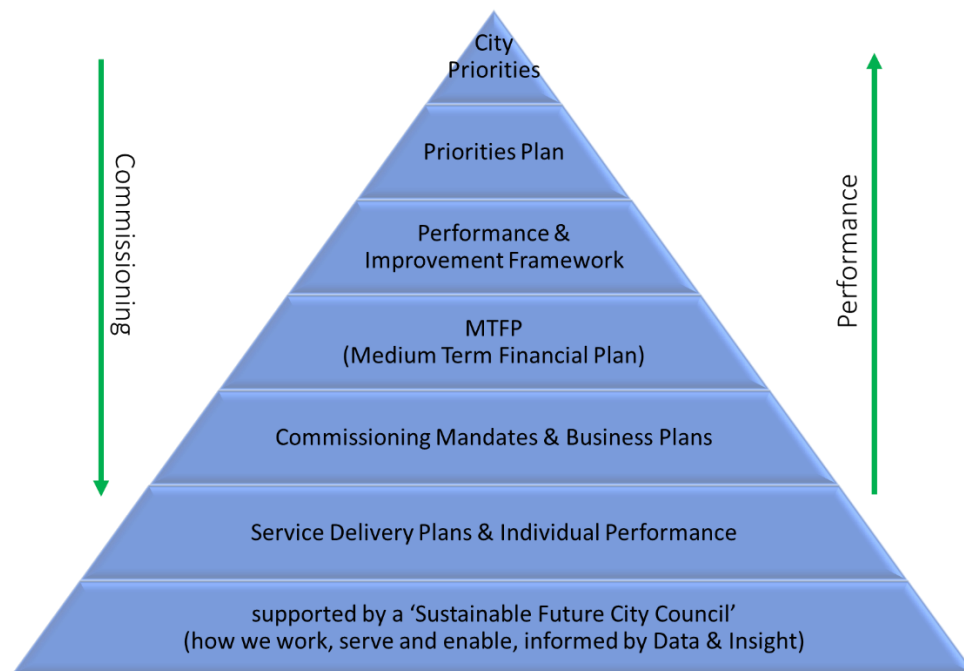 City
Priorities
Priorities Plan
Performance &
Improvement Framework
MTFP
(Medium Term Financial Plan)
Commissioning Mandates & Business Plans
Service Delivery Plans & Individual Performance
supported by a ‘Sustainable Future City Council’
(how we work, serve and enable, informed by Data & Insight)
Commissioning
Performance